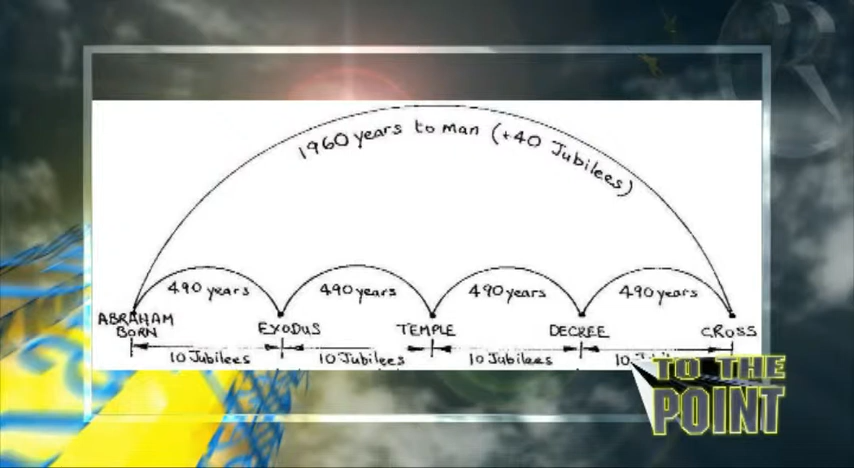 1960 years to man (+40 Jubilees)
490 years 490 years 490 years 490 years
ABRAHAM BORN EXODUS TEMPLE DECREE CROSS
10 Jubilees 10 Jubilees 10 Jubilees 10
TO THE
POINT